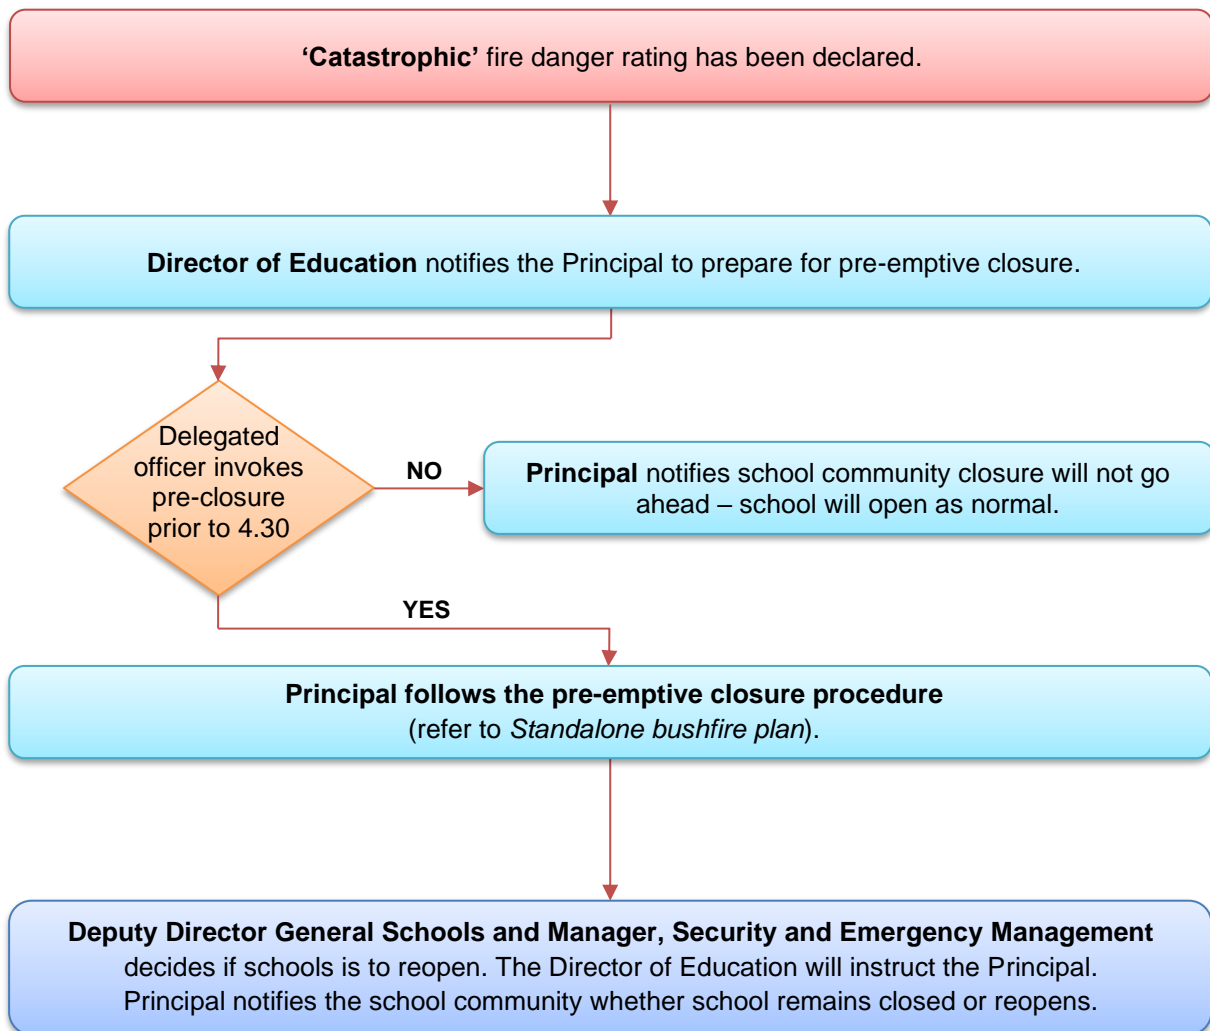 ‘Catastrophic’ fire danger rating has been declared.
Director of Education notifies the Principal to prepare for pre-emptive closure.
Delegated
officer invokes
pre-closure
prior to 4.30
NO
Principal notifies school community closure will not go
ahead – school will open as normal.
YES
Principal follows the pre-emptive closure procedure
(refer to Standalone bushfire plan).
Deputy Director General Schools and Manager, Security and Emergency Management
decides if schools is to reopen. The Director of Education will instruct the Principal.
Principal notifies the school community whether school remains closed or reopens.